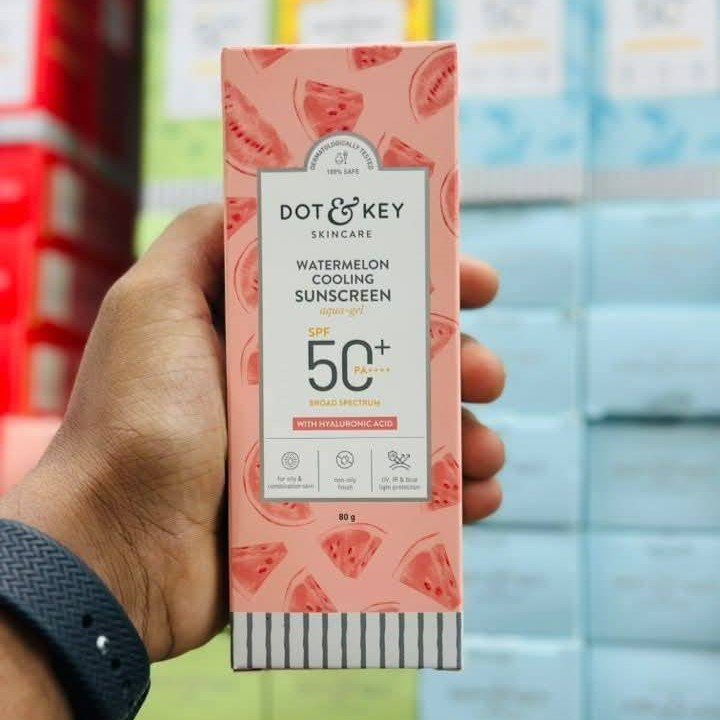 DERMATOLOGICALLY TESTED
100% SAFE
DOT & KEY
SKINCARE
WATERMELON
COOLING
SUNSCREEN
aqua-gel
SPF
50+
PA++++
BROAD SPECTRUM
WITH HYALURONIC ACID
for oily &
combination skin
non-oily
finish
UV, IR & blue
light protection
80 g